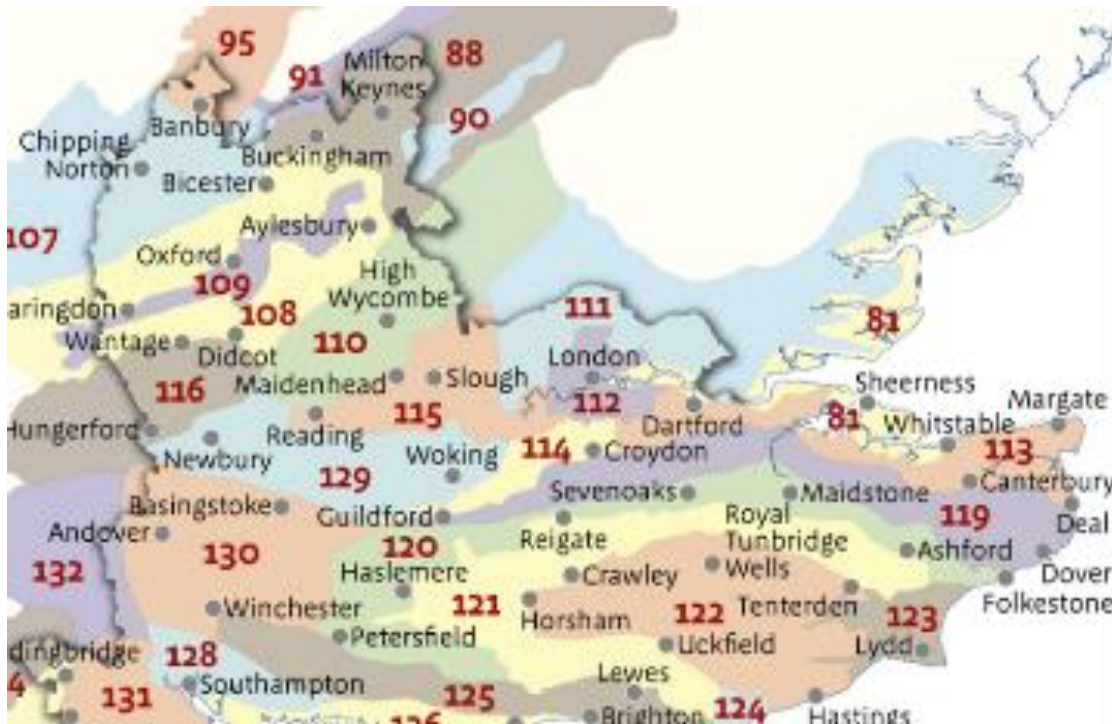 95
88
91
Milton
Keynes
90
Banbury
Chipping
Norton
Buckingham
Bicester
Aylesbury
107
Oxford
109
High
Wycombe
111
aringdon
108
81
Wantage
Didcot
110
London
116
Maidenhead
Slough
Sheerness
112
Margate
115
Dartford
81
Whitstable
Hungerford
Reading
113
Newbury
Woking
114
Croydon
129
Canterbury
Basingstoke
Sevenoaks
Maidstone
119
Guildford
Deal
Andover
Royal
Tunbridge
Wells
130
120
Reigate
Ashford
132
Haslemere
Crawley
Dover
Folkestone
121
Winchester
Horsham
122
Tenterden
123
Petersfield
Uckfield
Lydd
dingbridge
128
Southampton
Lewes
131
125
124
Brighton
Hastings